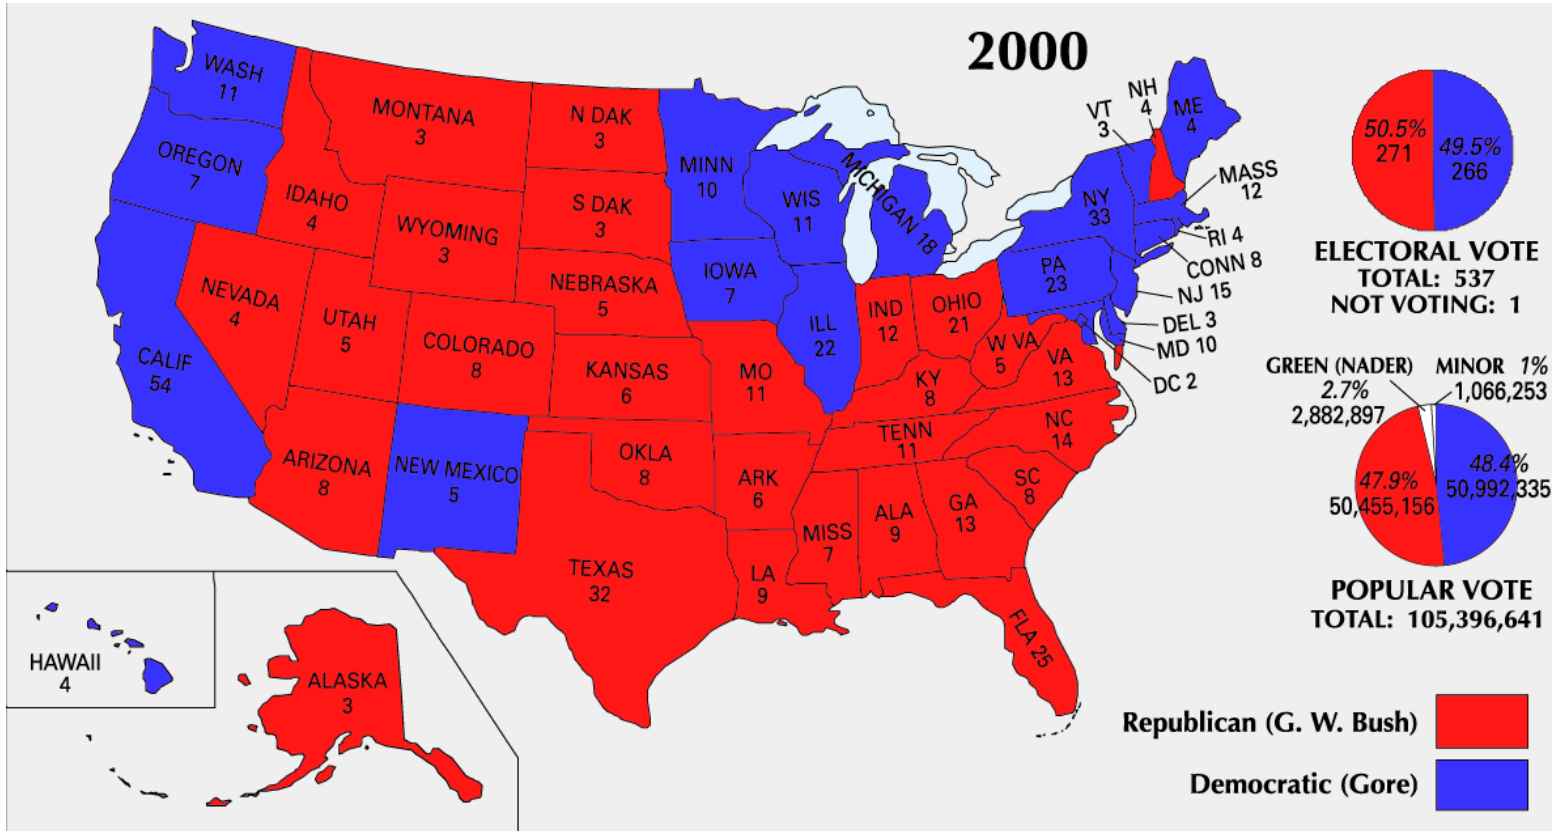 2000
WASH
11
OREGON
7
CALIF
54
IDAHO
4
NEVADA
4
MONTANA
3
WYOMING
3
UTAH
5
ARIZONA
8
COLORADO
8
NEW MEXICO
5
N DAK
3
S DAK
3
NEBRASKA
5
KANSAS
6
OKLA
8
TEXAS
32
MINN
10
IOWA
7
MO
11
ARK
6
LA
9
WIS
11
ILL
22
MICHIGAN 18
IND
12
OHIO
21
KY
8
TENN
11
MISS
7
ALA
9
GA
13
FLA 25
SC
8
NC
14
VA
13
W VA
5
PA
23
NY
33
VT
3
NH
4
ME
4
MASS
12
RI 4
CONN 8
NJ 15
DEL 3
MD 10
DC 2
HAWAII
4
ALASKA
3
50.5%
271
49.5%
266
ELECTORAL VOTE
TOTAL: 537
NOT VOTING: 1
GREEN (NADER)
2.7%
2,882,897
MINOR 1%
1,066,253
47.9%
50,455,156
48.4%
50,992,335
POPULAR VOTE
TOTAL: 105,396,641
Republican (G. W. Bush)
Democratic (Gore)